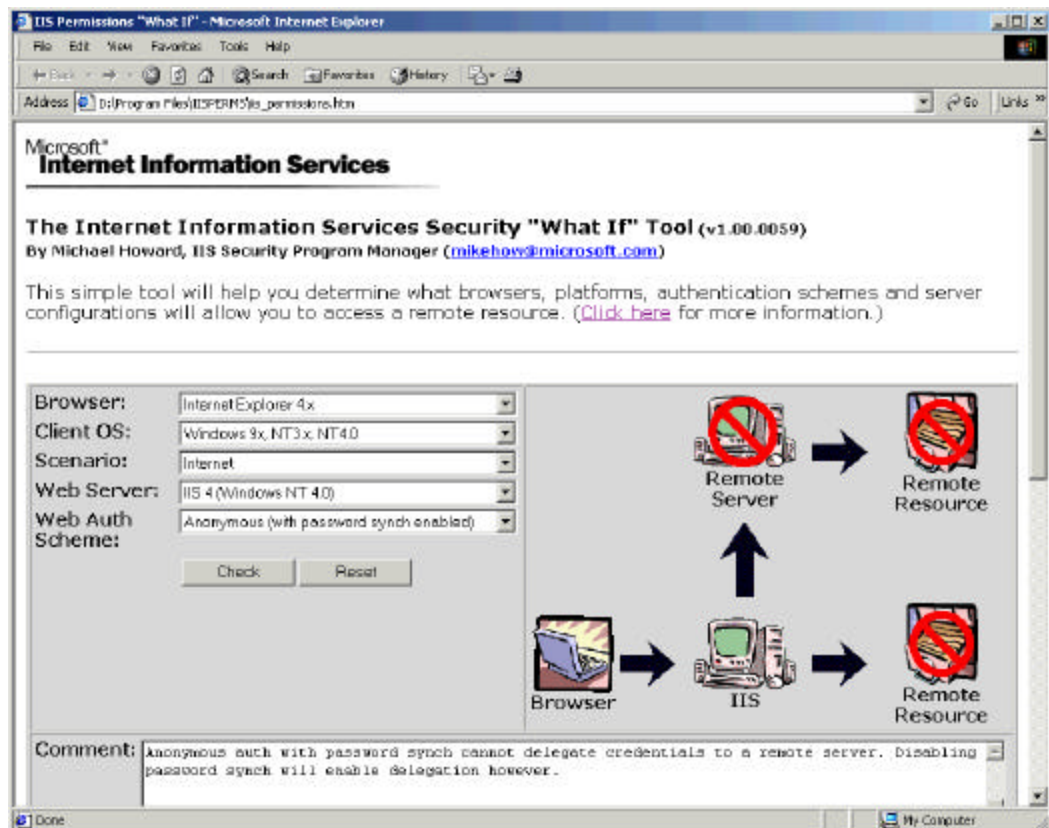 IIS Permissions "What If" - Microsoft Internet Explorer
File Edit View Favorites Tools Help
Back Search Favorites History
Address D:\Program Files\IISPERMS\iis_permissions.htm Go Links »
Microsoft®
Internet Information Services
The Internet Information Services Security "What If" Tool (v1.00.0059)
By Michael Howard, IIS Security Program Manager (mikehow@microsoft.com)
This simple tool will help you determine what browsers, platforms, authentication schemes and server
configurations will allow you to access a remote resource. (Click here for more information.)
Browser: Internet Explorer 4.x
Client OS: Windows 9x, NT3.x, NT4.0
Scenario: Internet
Web Server: IIS 4 (Windows NT 4.0)
Web Auth Scheme: Anonymous (with password synch enabled)
Check Reset
Remote
Server
Remote
Resource
Browser
IIS
Remote
Resource
Comment: Anonymous auth with password synch cannot delegate credentials to a remote server. Disabling
password synch will enable delegation however.
Done My Computer